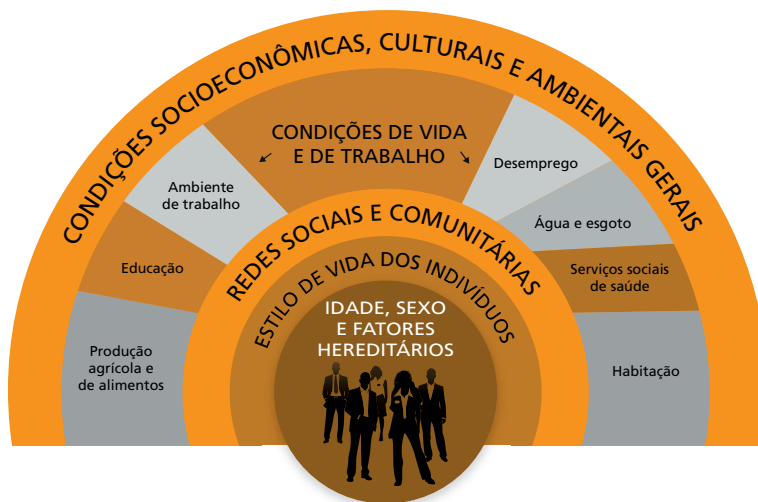 CONDIÇÕES SOCIOECONÔMICAS, CULTURAIS E AMBIENTAIS GERAIS
CONDIÇÕES DE VIDA
E DE TRABALHO
Ambiente
de trabalho
Educação
Produção
agrícola e
de alimentos
Desemprego
Água e esgoto
Serviços sociais
de saúde
Habitação
REDES SOCIAIS E COMUNITÁRIAS
ESTILO DE VIDA DOS INDIVÍDUOS
IDADE, SEXO
E FATORES
HEREDITÁRIOS